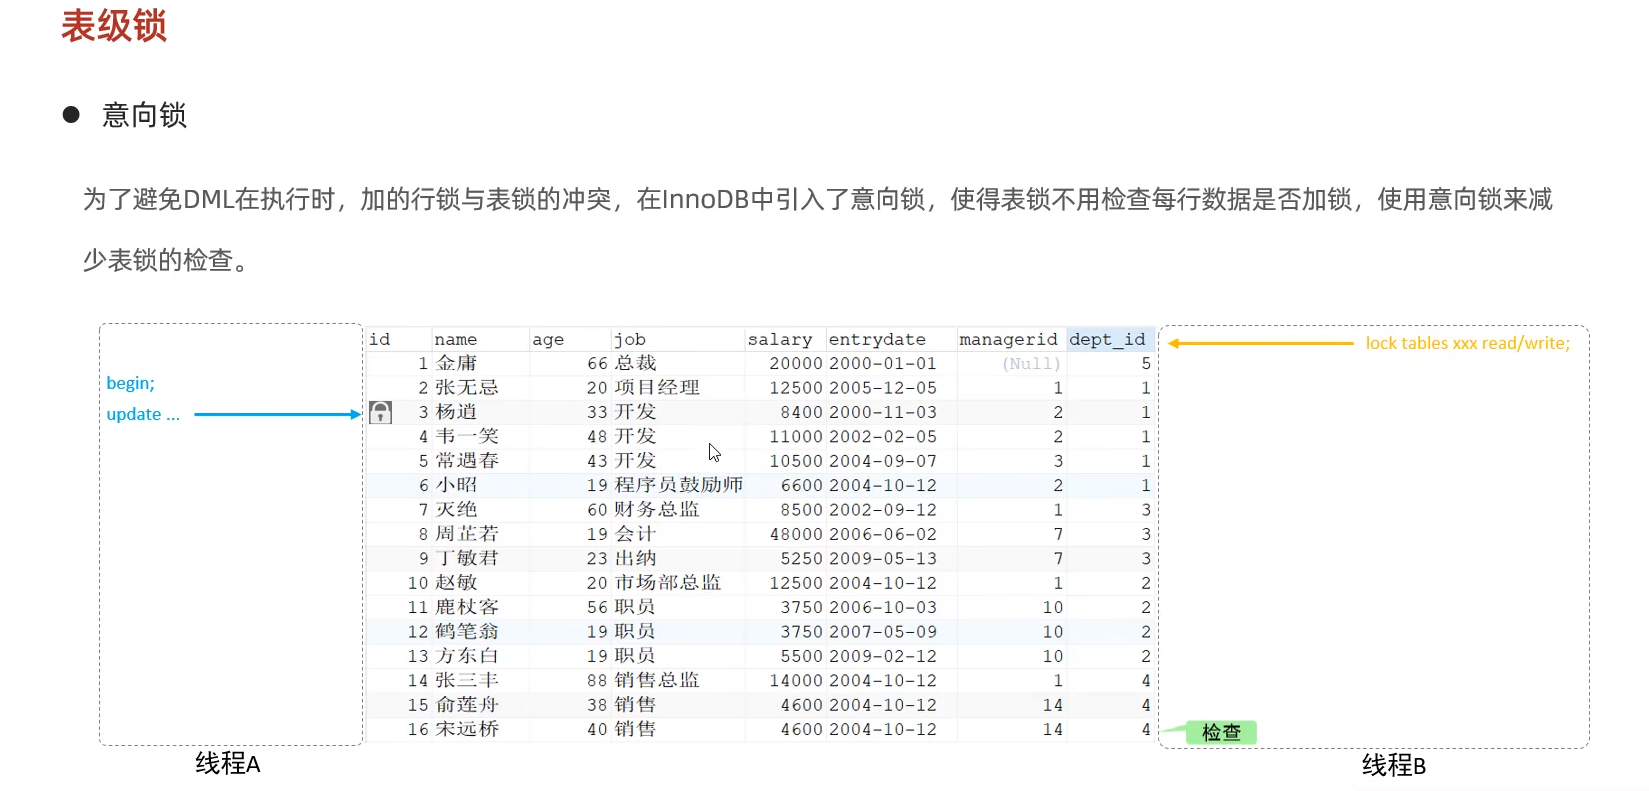 表级锁
● 意向锁
为了避免DML在执行时，加的行锁与表锁的冲突，在InnoDB中引入了意向锁，使得表锁不用检查每行数据是否加锁，使用意向锁来减
少表锁的检查。
begin;
update ...
线程A
id name age job salary entrydate managerid dept_id
1 金庸 66 总裁 20000 2000-01-01 (Null) 5
2 张无忌 20 项目经理 12500 2005-12-05 1 1
3 杨逍 33 开发 8400 2000-11-03 2 1
4 韦一笑 48 开发 11000 2002-02-05 2 1
5 常遇春 43 开发 10500 2004-09-07 3 1
6 小昭 19 程序员鼓励师 6600 2004-10-12 2 1
7 灭绝 60 财务总监 8500 2002-09-12 1 3
8 周芷若 19 会计 48000 2006-06-02 7 3
9 丁敏君 23 出纳 5250 2009-05-13 7 3
10 赵敏 20 市场部总监 12500 2004-10-12 1 2
11 鹿杖客 56 职员 3750 2006-10-03 10 2
12 鹤笔翁 19 职员 3750 2007-05-09 10 2
13 方东白 19 职员 5500 2009-02-12 10 2
14 张三丰 88 销售总监 14000 2004-10-12 1 4
15 俞莲舟 38 销售 4600 2004-10-12 14 4
16 宋远桥 40 销售 4600 2004-10-12 14 4
lock tables xxx read/write;
检查
线程B